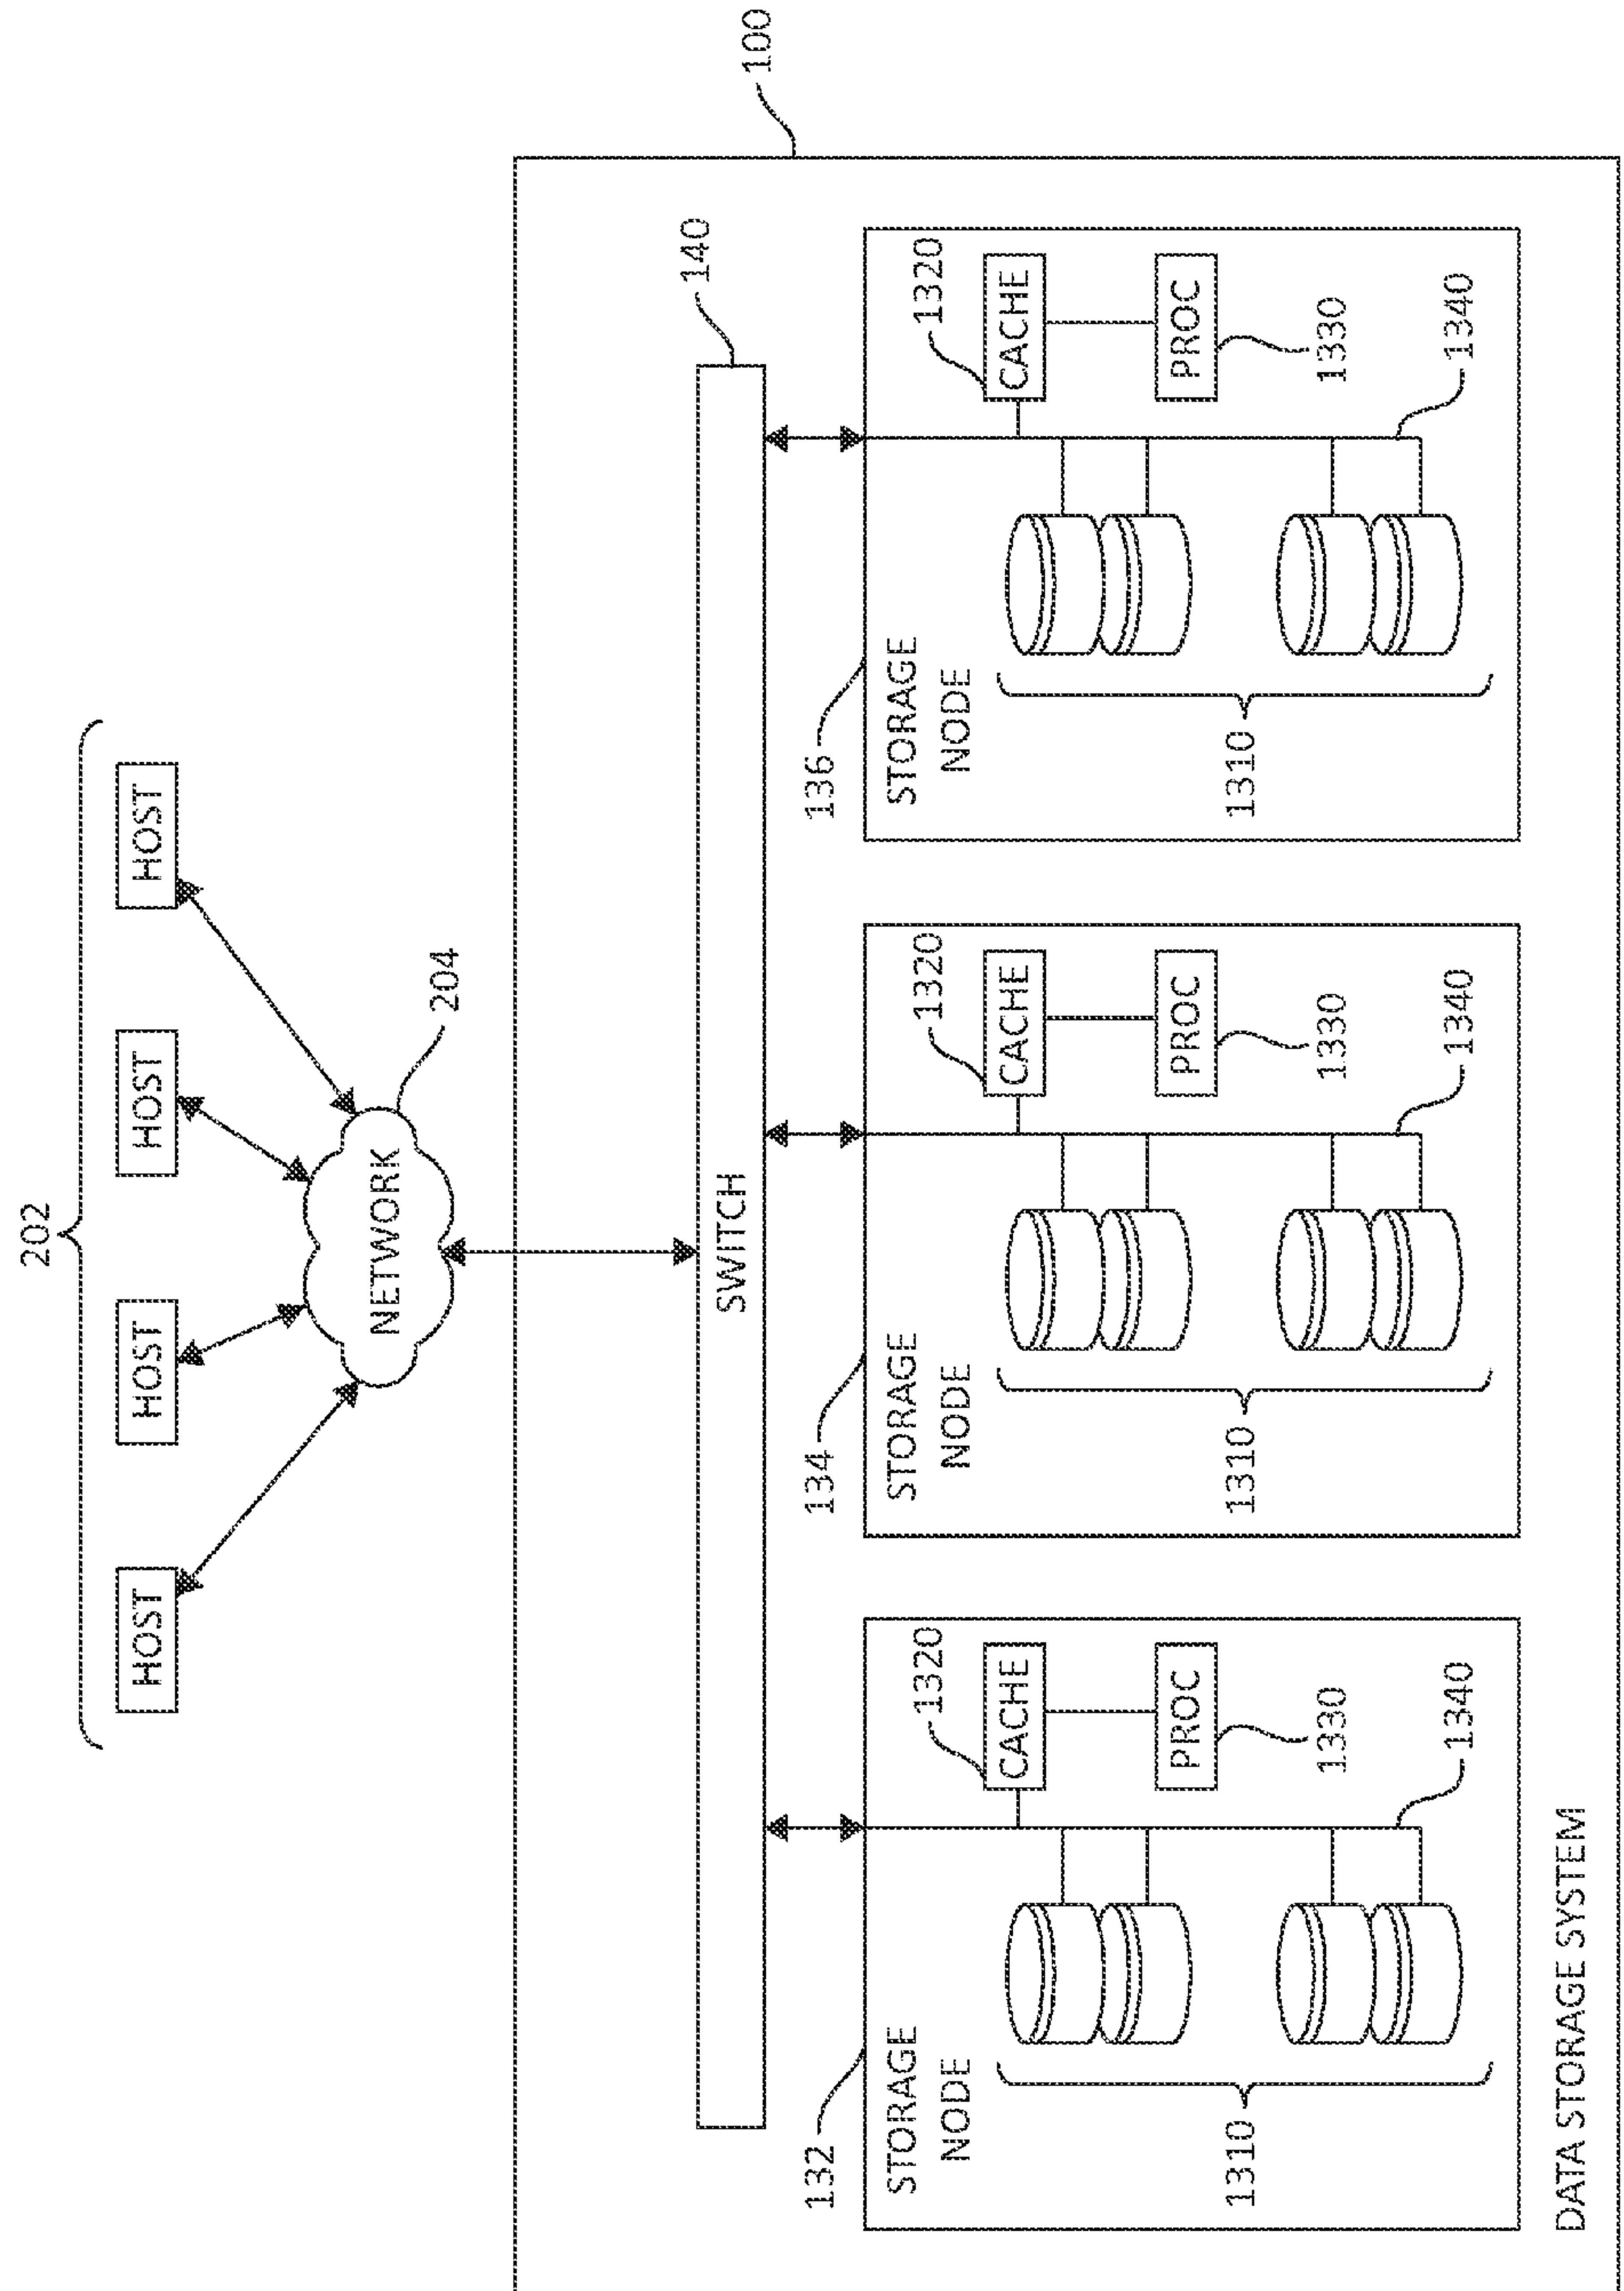 202
HOST
HOST
HOST
HOST
NETWORK
204
100
SWITCH
140
132
134
136
STORAGE
NODE
1320
CACHE
PROC
1330
1340
1310
STORAGE
NODE
1320
CACHE
PROC
1330
1340
1310
STORAGE
NODE
1320
CACHE
PROC
1330
1340
1310
DATA STORAGE SYSTEM